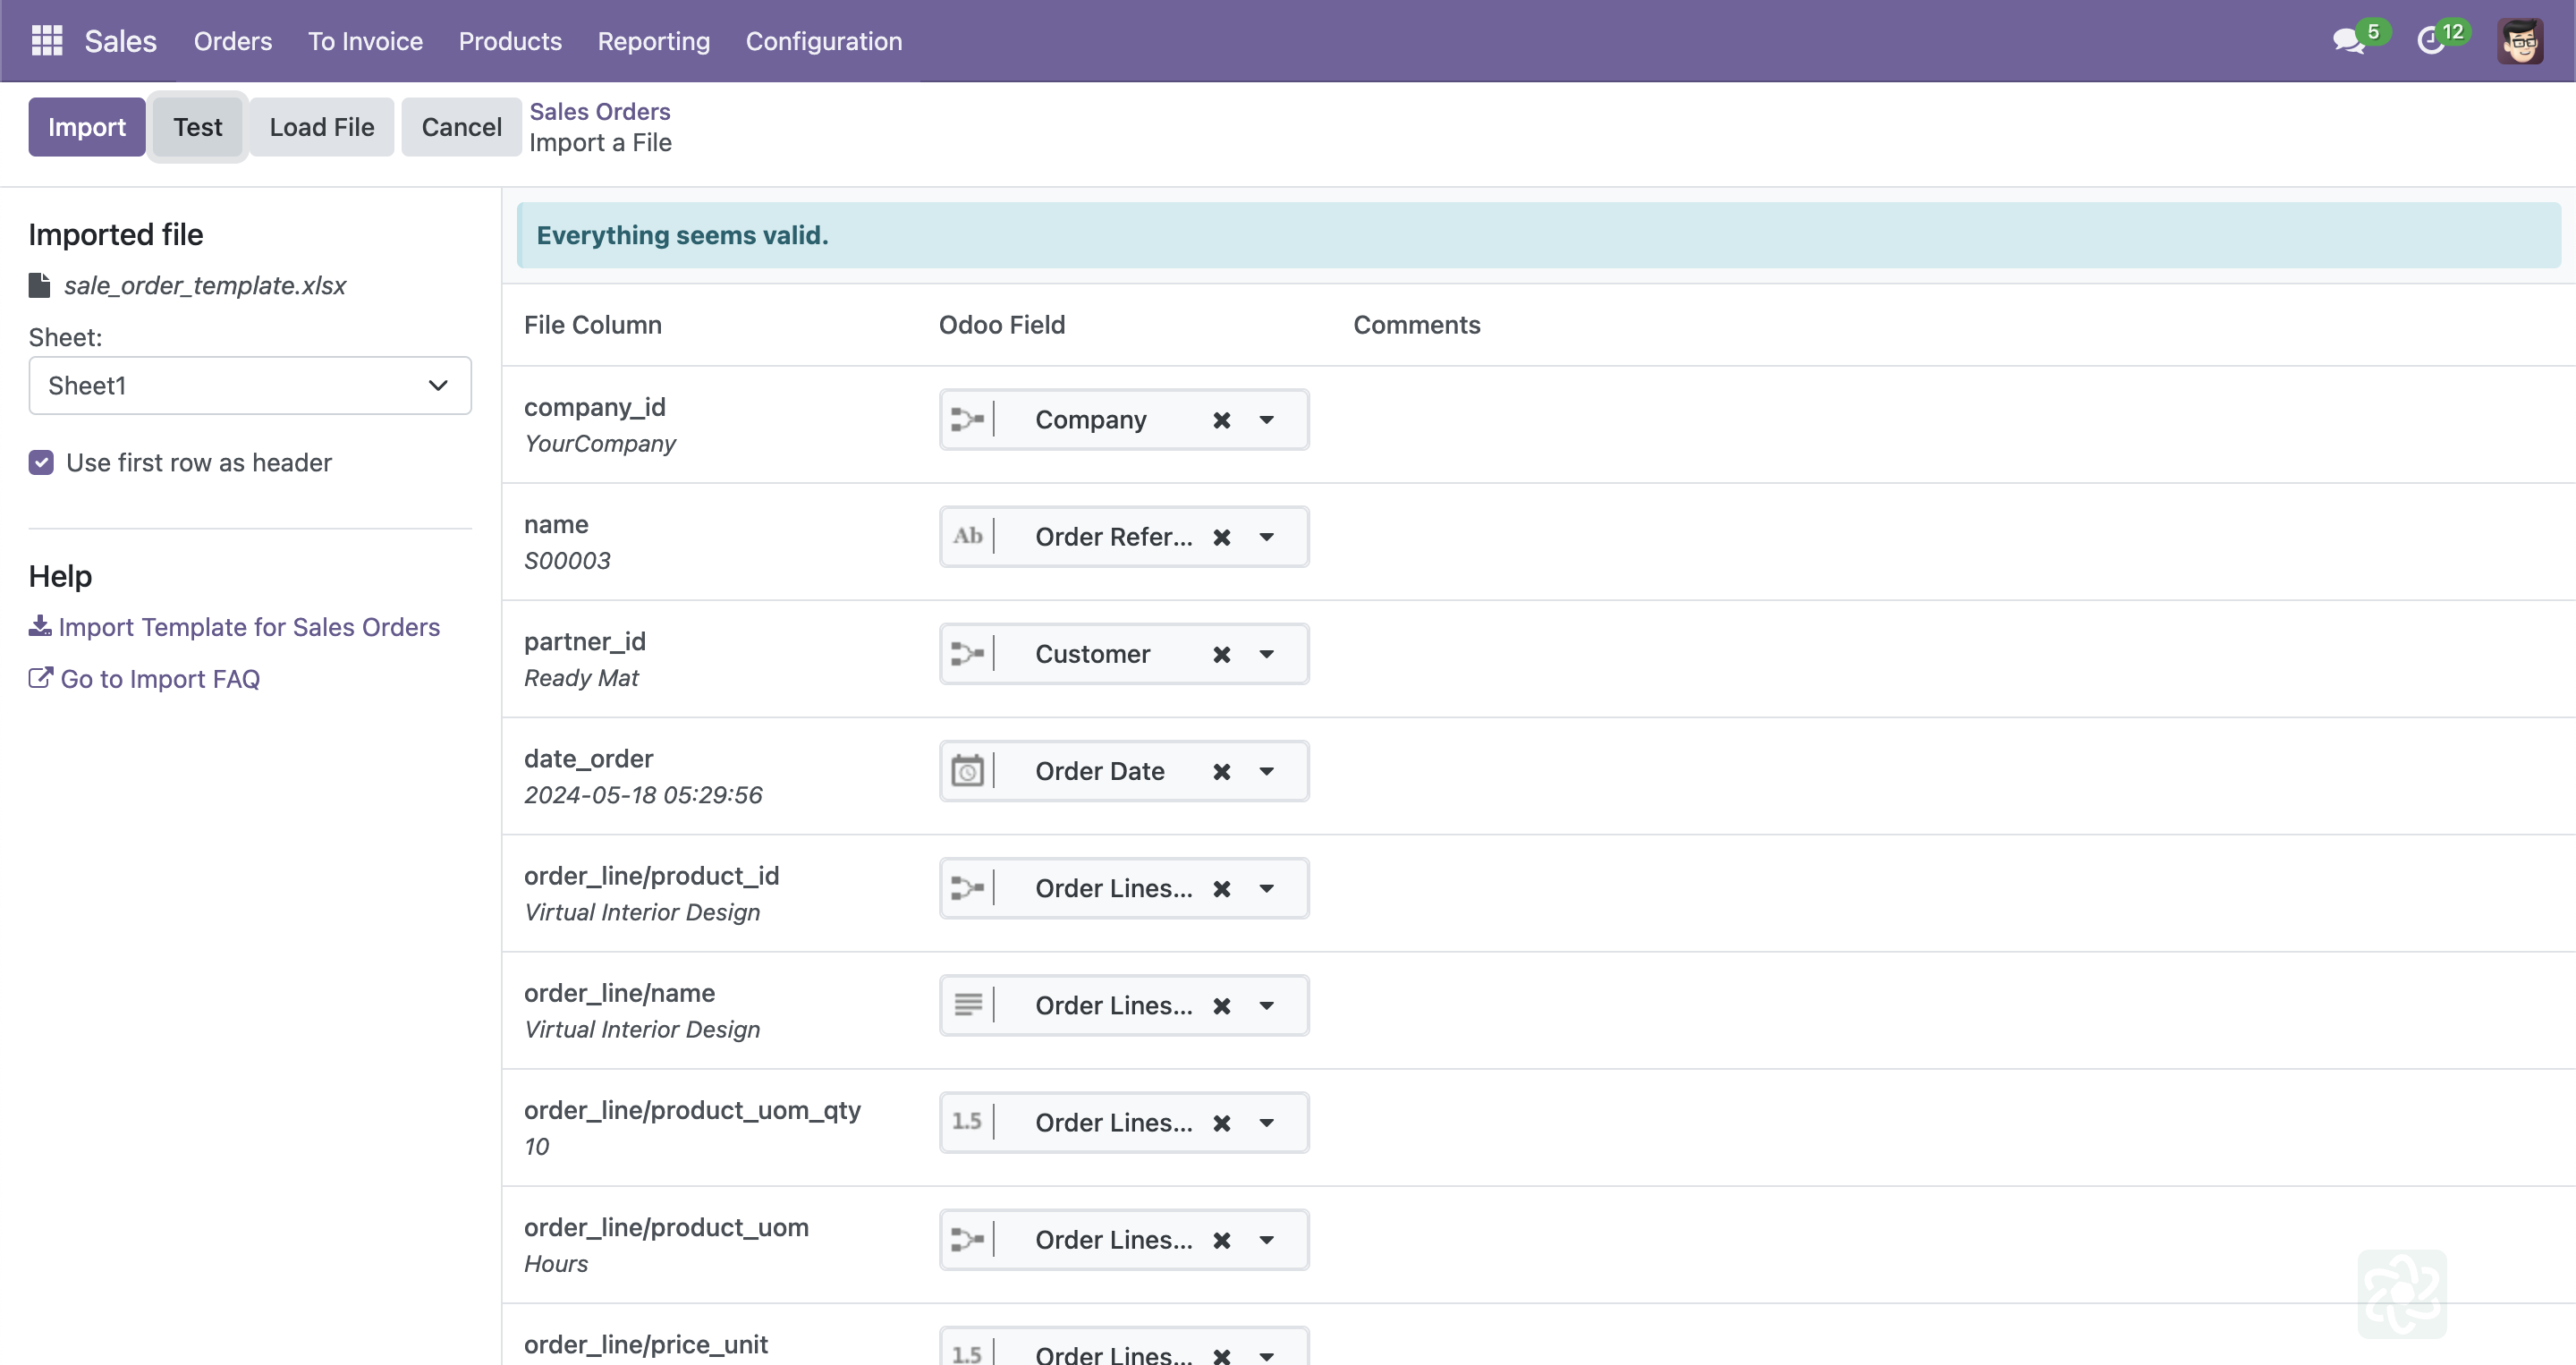 Sales Orders To Invoice Products Reporting Configuration 5 12
Import Test Load File Cancel Sales Orders
Import a File
Imported file
sale_order_template.xlsx
Sheet:
Sheet1
Use first row as header
Help
Import Template for Sales Orders
Go to Import FAQ
Everything seems valid.
File Column Odoo Field Comments
company_id Company
YourCompany
name Ab Order Refer...
S00003
partner_id Customer
Ready Mat
date_order Order Date
2024-05-18 05:29:56
order_line/product_id Order Lines...
Virtual Interior Design
order_line/name Order Lines...
Virtual Interior Design
order_line/product_uom_qty 1.5 Order Lines...
10
order_line/product_uom Order Lines...
Hours
order_line/price_unit 1.5 Order Lines...